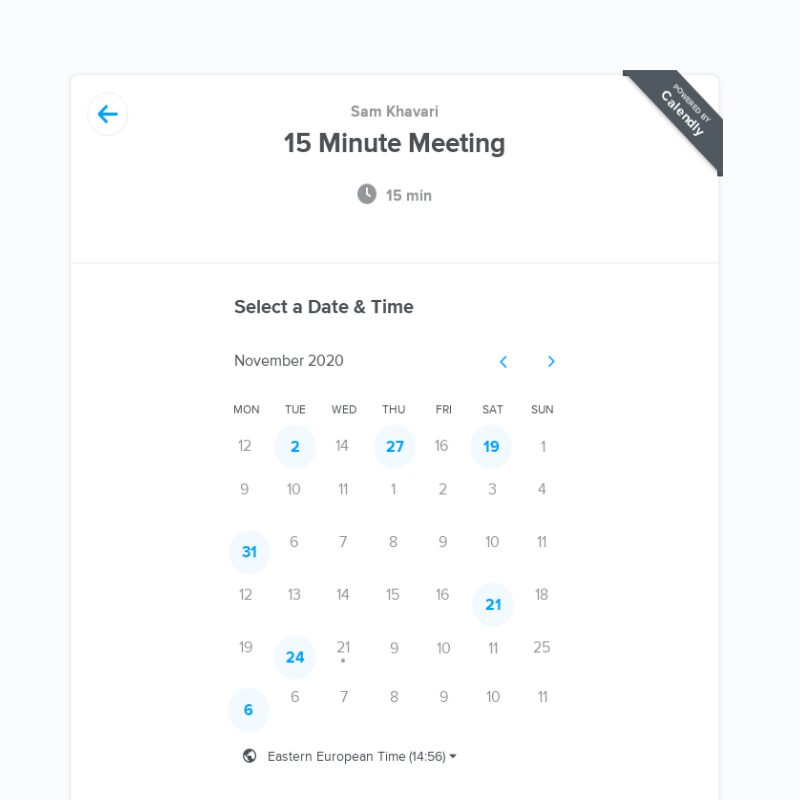 POWERED BY
Calendly
Sam Khavari
15 Minute Meeting
15 min
Select a Date & Time
November 2020
MON TUE WED THU FRI SAT SUN
12 2 14 27 16 19 1
9 10 11 1 2 3 4
31 6 7 8 9 10 11
12 13 14 15 16 21 18
19 24 21 9 10 11 25
6 6 7 8 9 10 11
Eastern European Time (14:56)